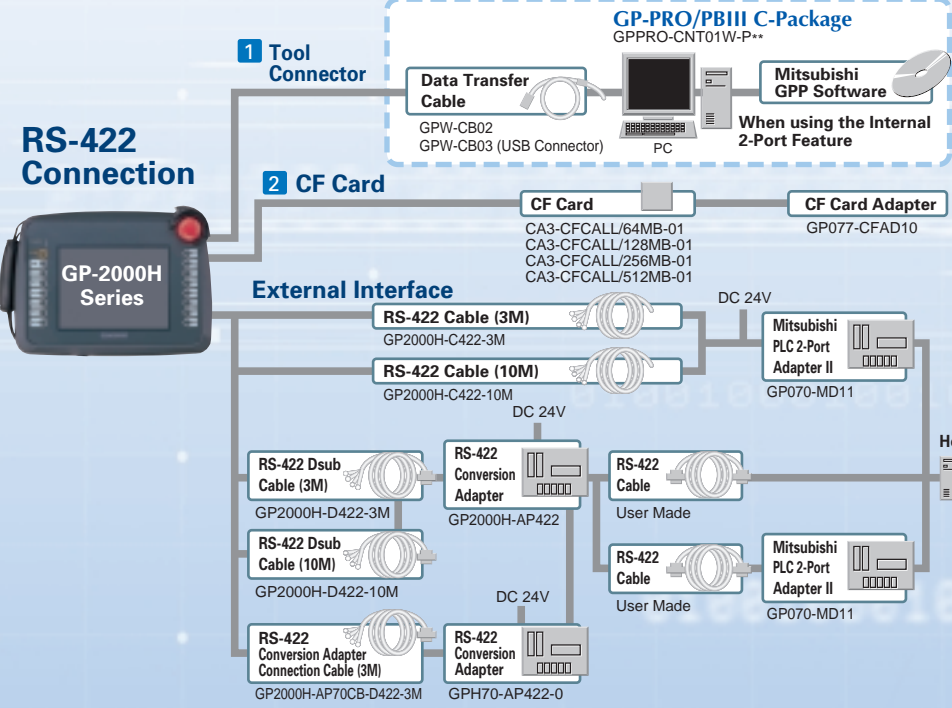 GP-PRO/PBIII C-Package
GPPRO-CNT01W-P**
1 Tool
Connector
Data Transfer
Cable
GPW-CB02
GPW-CB03 (USB Connector)
PC
Mitsubishi
GPP Software
When using the Internal
2-Port Feature
RS-422
Connection
2 CF Card
CF Card
CA3-CFCALL/64MB-01
CA3-CFCALL/128MB-01
CA3-CFCALL/256MB-01
CA3-CFCALL/512MB-01
CF Card Adapter
GP077-CFAD10
GP-2000H
Series
External Interface
RS-422 Cable (3M)
GP2000H-C422-3M
RS-422 Cable (10M)
GP2000H-C422-10M
DC 24V
Mitsubishi
PLC 2-Port
Adapter II
GP070-MD11
DC 24V
RS-422 Dsub
Cable (3M)
GP2000H-D422-3M
RS-422
Conversion
Adapter
GP2000H-AP422
RS-422
Cable
User Made
RS-422 Dsub
Cable (10M)
GP2000H-D422-10M
RS-422
Cable
User Made
Mitsubishi
PLC 2-Port
Adapter II
GP070-MD11
DC 24V
RS-422
Conversion Adapter
Connection Cable (3M)
GP2000H-AP70CB-D422-3M
RS-422
Conversion
Adapter
GPH70-AP422-0